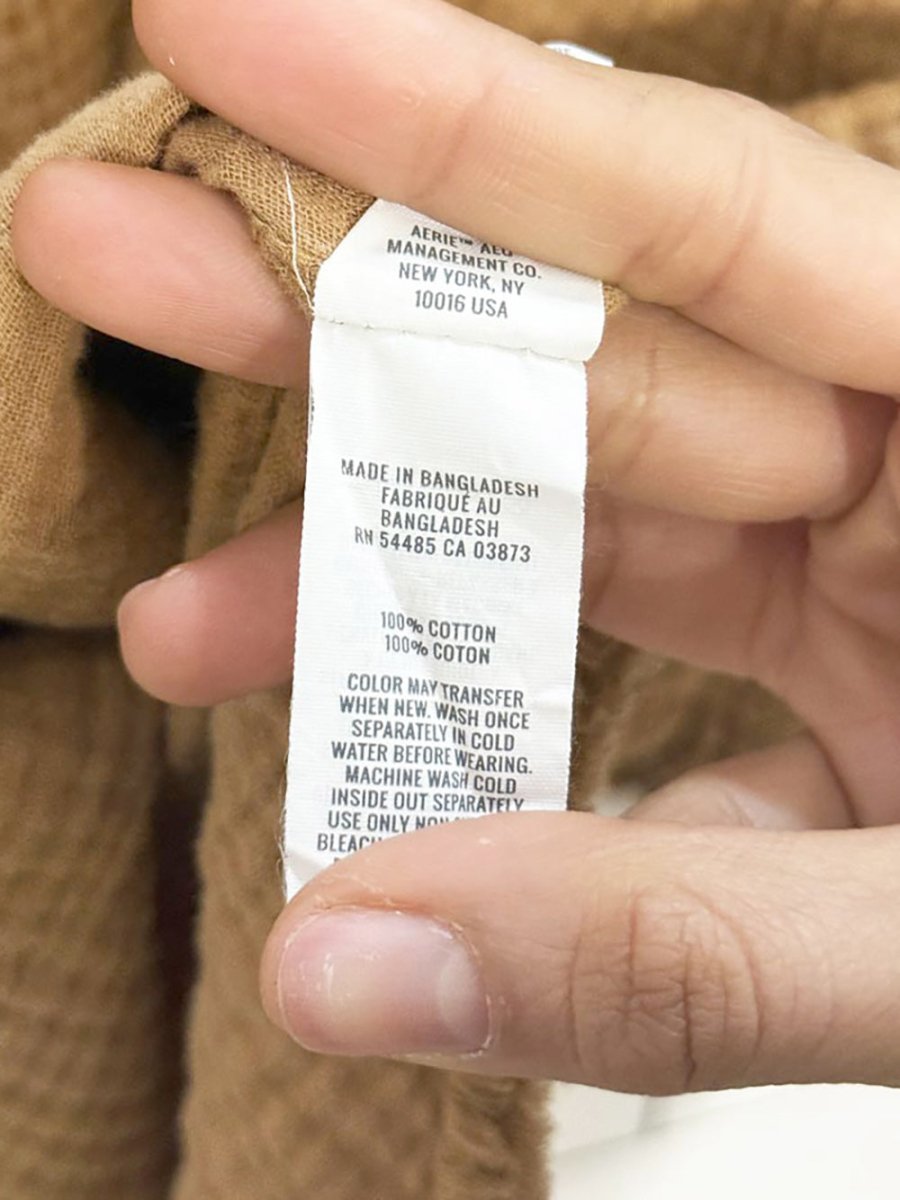 AERIE™ AEO
MANAGEMENT CO.
NEW YORK, NY
10016 USA
MADE IN BANGLADESH
FABRIQUÉ AU
BANGLADESH
RN 54485 CA 03873
100% COTTON
100% COTON
COLOR MAY TRANSFER
WHEN NEW. WASH ONCE
SEPARATELY IN COLD
WATER BEFORE WEARING.
MACHINE WASH COLD
INSIDE OUT SEPARATELY
USE ONLY